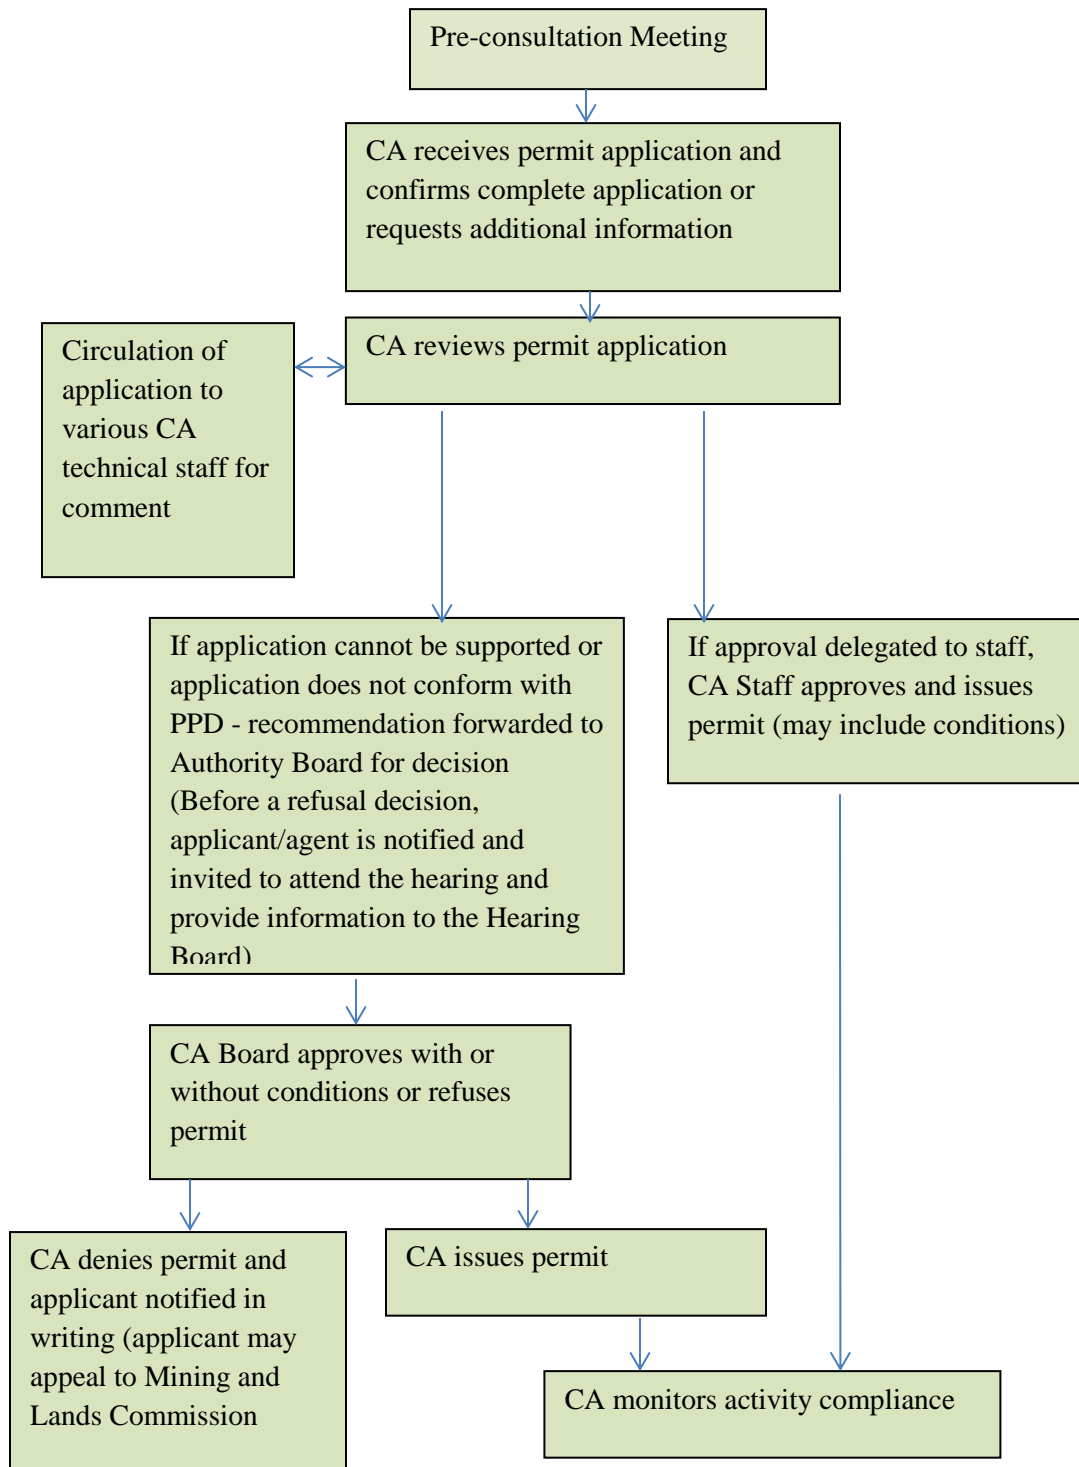 Pre-consultation Meeting
CA receives permit application and
confirms complete application or
requests additional information
CA reviews permit application
Circulation of
application to
various CA
technical staff for
comment
If application cannot be supported or
application does not conform with
PPD - recommendation forwarded to
Authority Board for decision
(Before a refusal decision,
applicant/agent is notified and
invited to attend the hearing and
provide information to the Hearing
Board)
If approval delegated to staff,
CA Staff approves and issues
permit (may include conditions)
CA Board approves with or
without conditions or refuses
permit
CA denies permit and
applicant notified in
writing (applicant may
appeal to Mining and
Lands Commission
CA issues permit
CA monitors activity compliance